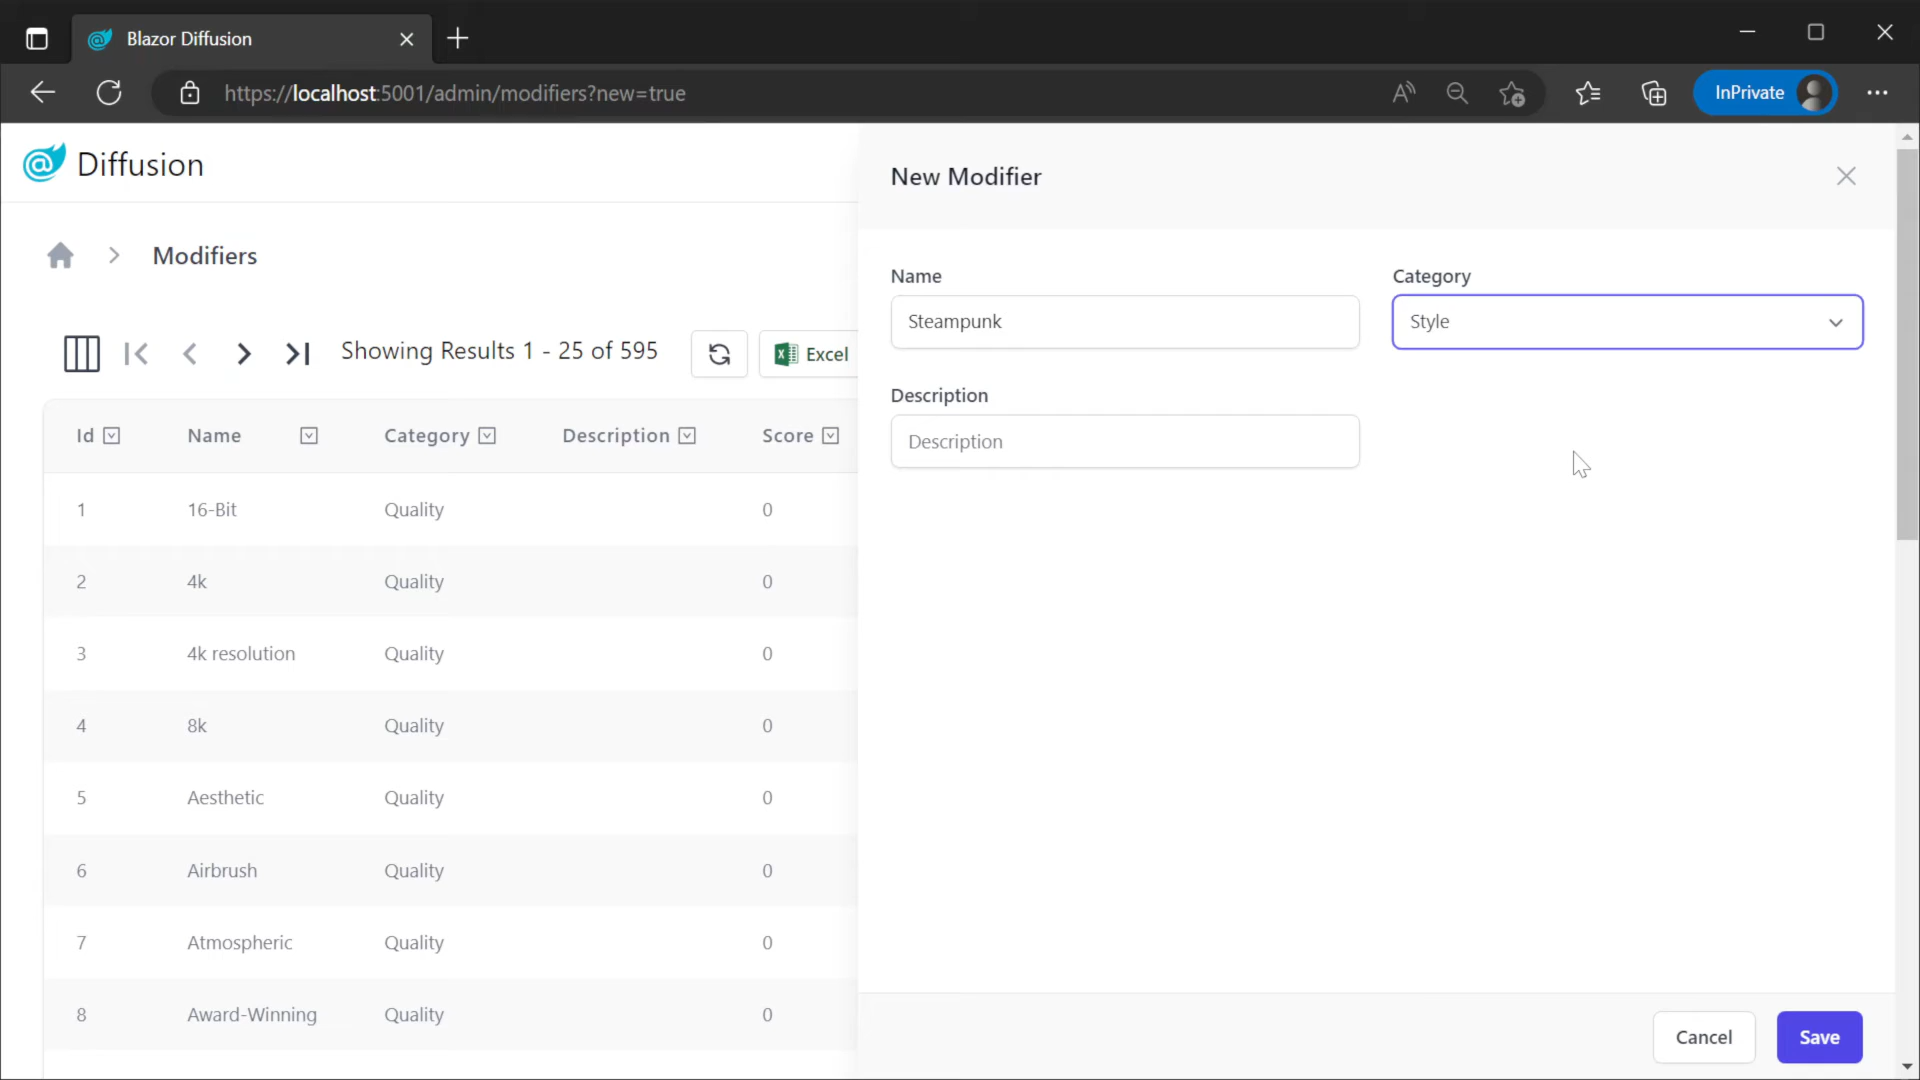 Blazor Diffusion
https://localhost:5001/admin/modifiers?new=true
InPrivate
Diffusion
Modifiers
Showing Results 1 - 25 of 595
Excel
Id Name Category Description Score
1 16-Bit Quality 0
2 4k Quality 0
3 4k resolution Quality 0
4 8k Quality 0
5 Aesthetic Quality 0
6 Airbrush Quality 0
7 Atmospheric Quality 0
8 Award-Winning Quality 0
New Modifier
Name Category
Steampunk Style
Description
Description
Cancel Save